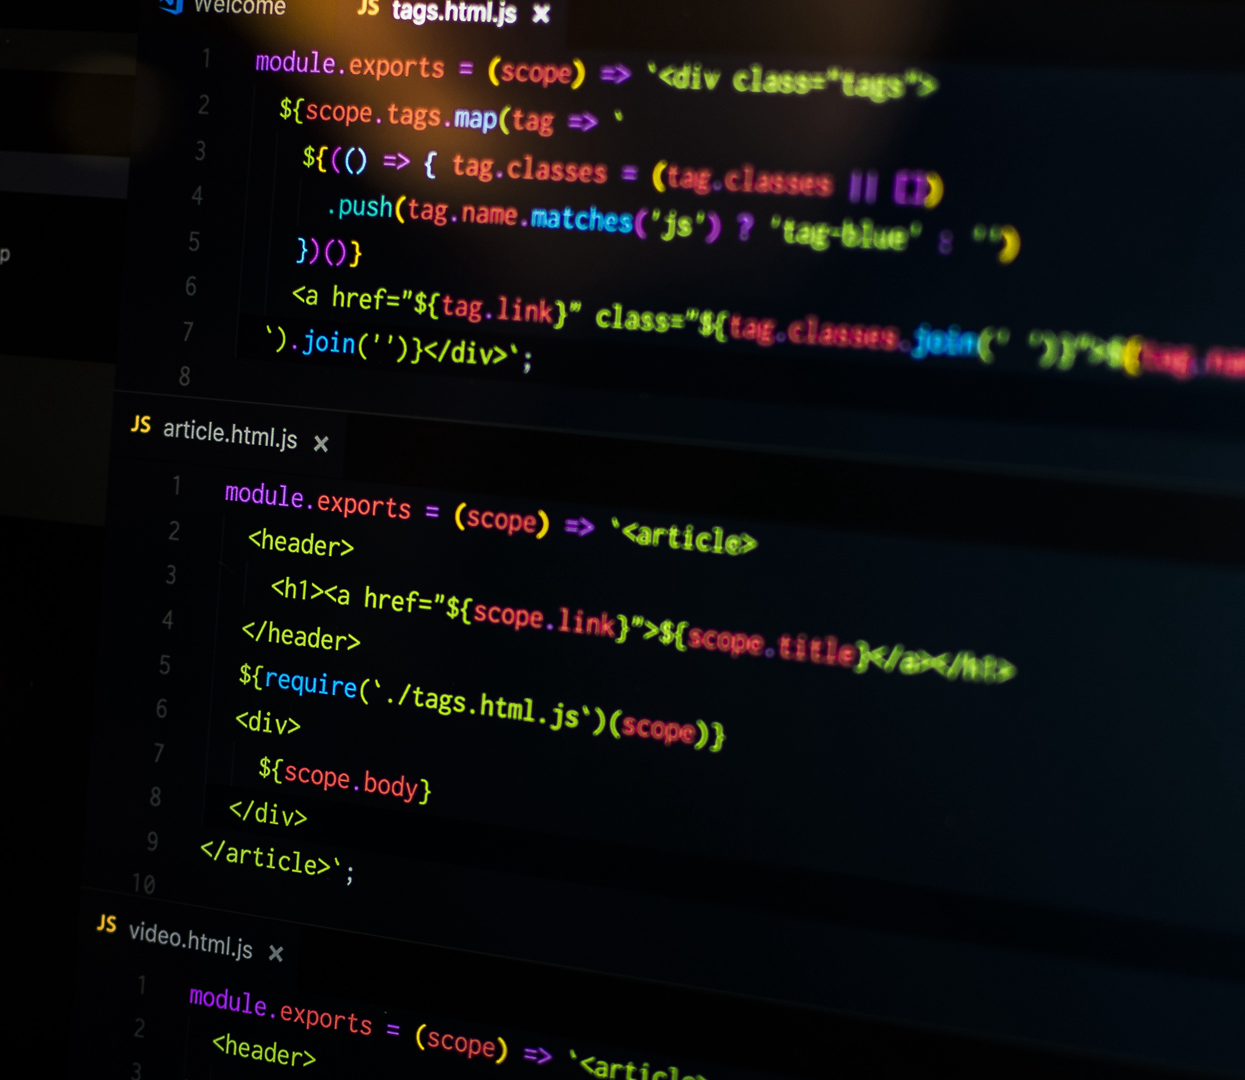 Welcome
JS tags.html.js ×
1 module.exports = (scope) => `<div class="tags">
2 ${scope.tags.map(tag => `
3 ${(() => { tag.classes = (tag.classes || [])
4 .push(tag.name.matches('js') ? 'tag-blue' : '')
5 })()}
6 <a href="${tag.link}" class="${tag.classes.join(' ')}">${tag.na
7 `).join('')}</div>`;
8
p
JS article.html.js ×
1 module.exports = (scope) => `<article>
2 <header>
3 <h1><a href="${scope.link}">${scope.title}</a></h1>
4 </header>
5 ${require(`./tags.html.js`)(scope)}
6 <div>
7 ${scope.body}
8 </div>
9 </article>`;
10
JS video.html.js ×
1 module.exports = (scope) => `<article>
2 <header>
3